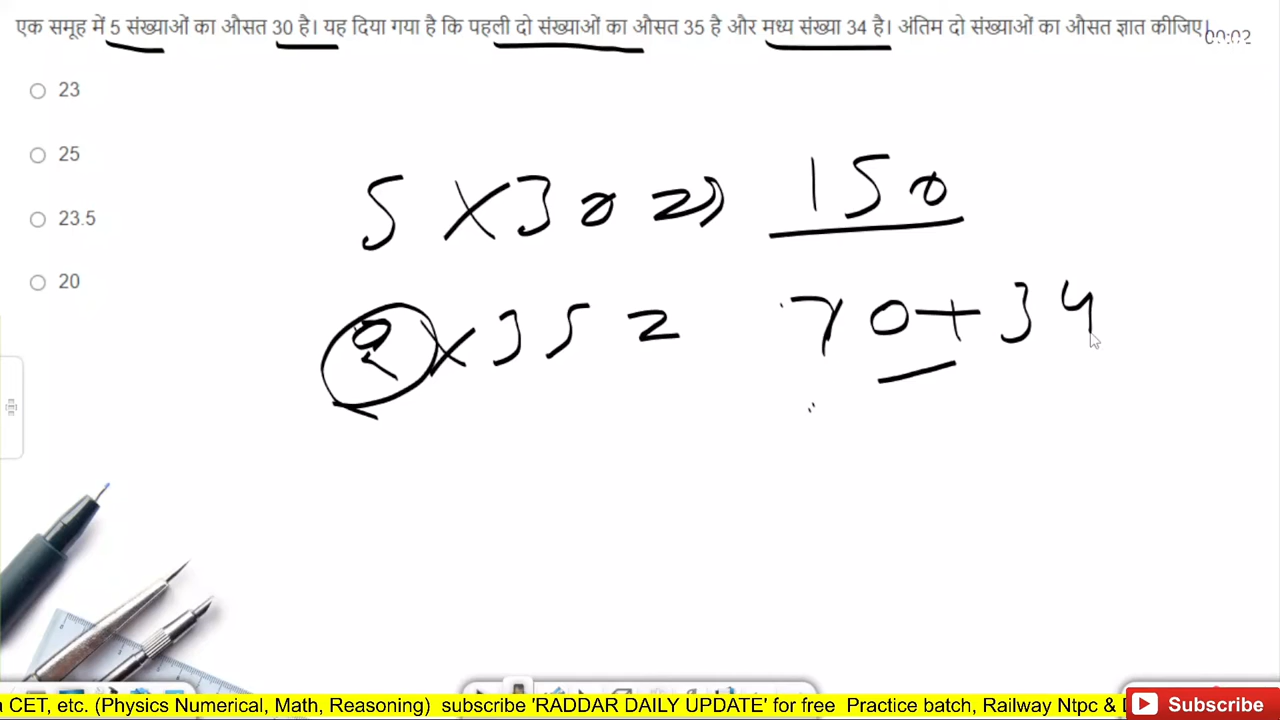 एक समूह में 5 संख्याओं का औसत 30 है। यह दिया गया है कि पहली दो संख्याओं का औसत 35 है और मध्य संख्या 34 है। अंतिम दो संख्याओं का औसत ज्ञात कीजिए।
00:02
23
25
23.5
20
5 × 30 ⇒ 150
2 × 35 = 70 + 34
a CET, etc. (Physics Numerical, Math, Reasoning) subscribe 'RADDAR DAILY UPDATE' for free Practice batch, Railway Ntpc &
Subscribe